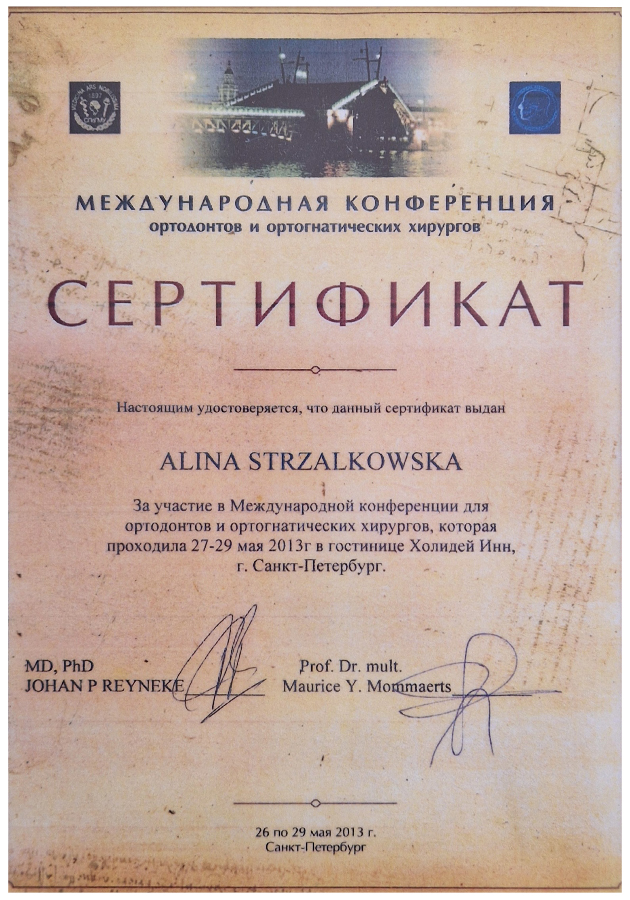 МЕЖДУНАРОДНАЯ КОНФЕРЕНЦИЯ
ОРТОДОНТОВ И ОРТОГНАТИЧЕСКИХ ХИРУРГОВ
СЕРТИФИКАТ
Настоящим удостоверяется, что данный сертификат выдан
ALINA STRZALKOWSKA
За участие в Международной конференции для
ортодонтов и ортогнатических хирургов, которая
проходила 27-29 мая 2013г в гостинице Холидей Инн,
г. Санкт-Петербург.
MD, PhD
JOHAN P REYNEKE
Prof. Dr. mult.
Maurice Y. Mommaerts
26 по 29 мая 2013 г.
Санкт-Петербург